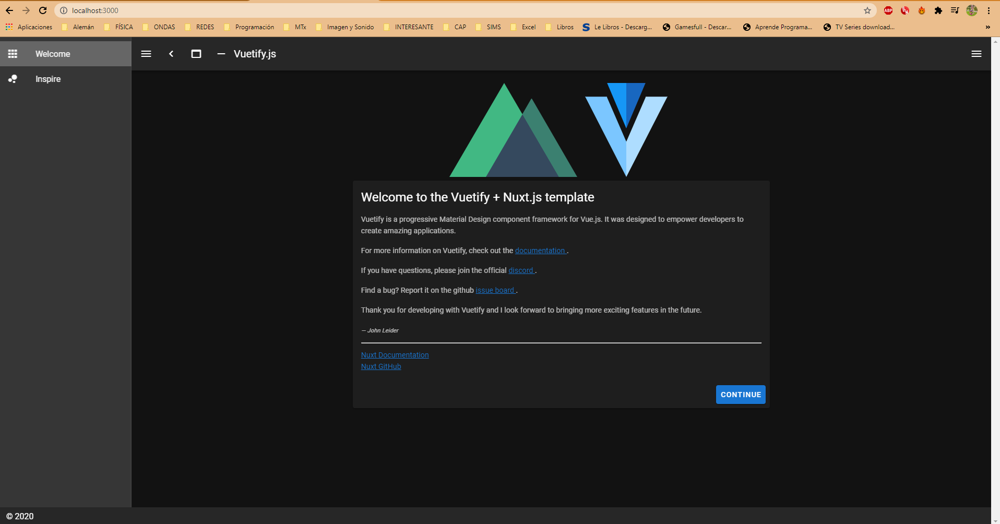 localhost:3000
Aplicaciones Alemán FÍSICA ONDAS REDES Programación MTx Imagen y Sonido INTERESANTE CAP SIMS Excel Libros Le Libros - Descarg... Gamesfull - Descar... Aprende Programa... TV Series download...
Welcome
Vuetify.js
Inspire
Welcome to the Vuetify + Nuxt.js template
Vuetify is a progressive Material Design component framework for Vue.js. It was designed to empower developers to
create amazing applications.
For more information on Vuetify, check out the documentation .
If you have questions, please join the official discord .
Find a bug? Report it on the github issue board .
Thank you for developing with Vuetify and I look forward to bringing more exciting features in the future.
— John Leider
Nuxt Documentation
Nuxt GitHub
CONTINUE
© 2020